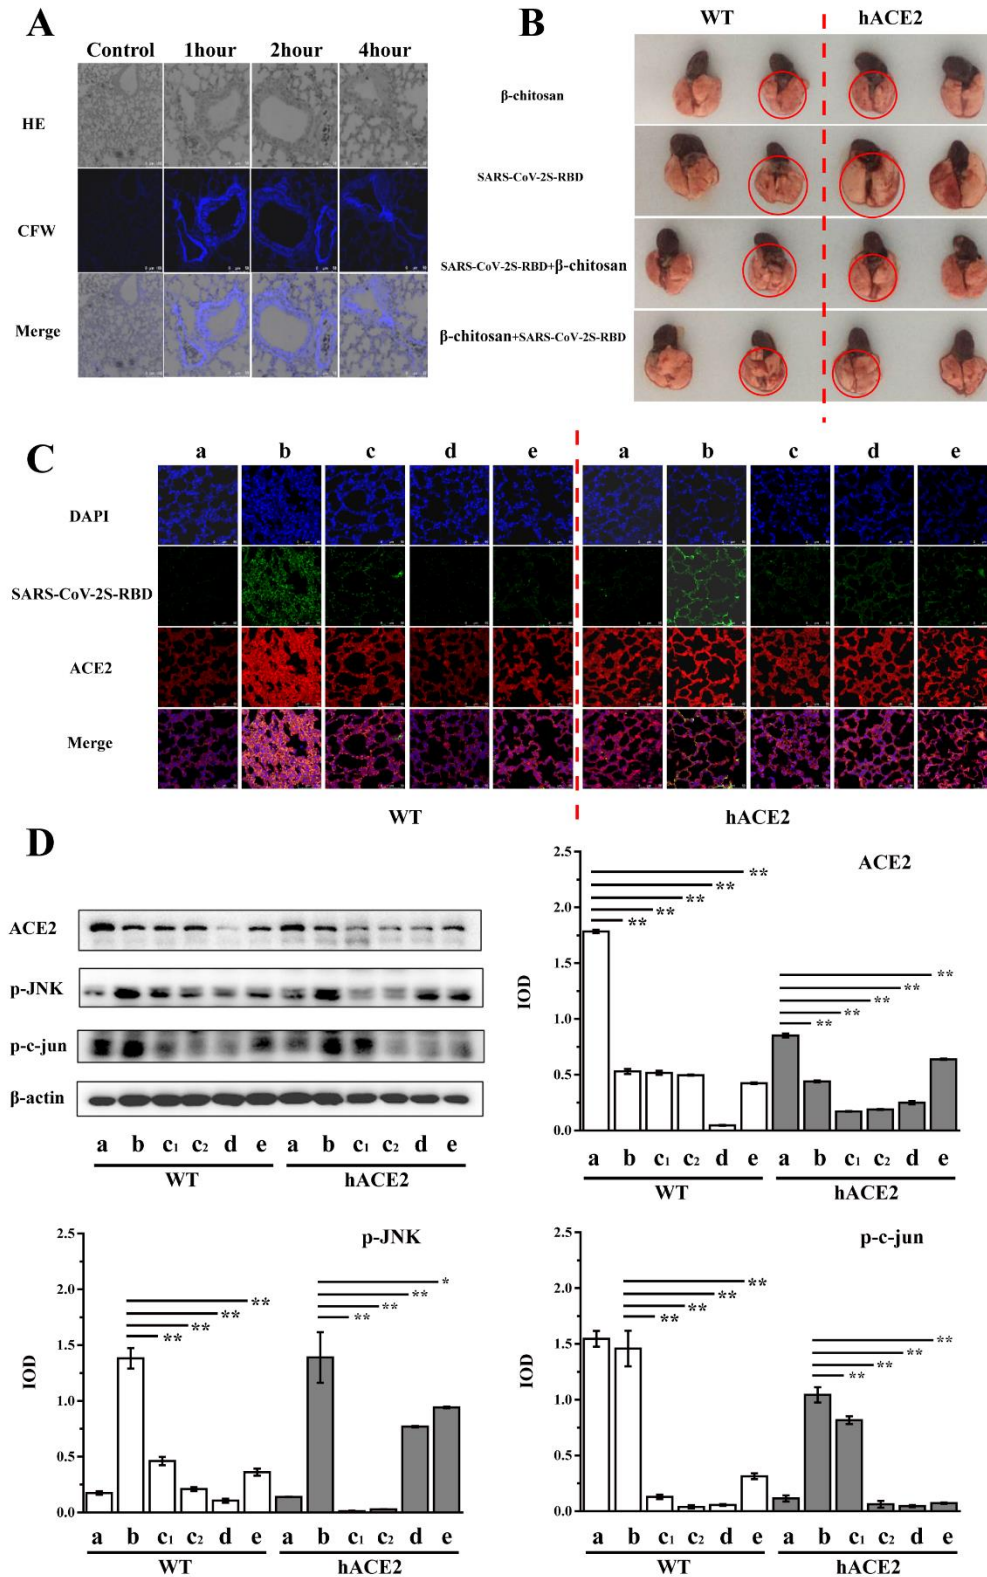 A
Control 1hour 2hour 4hour
HE
CFW
Merge
B
WT hACE2
β-chitosan
SARS-CoV-2S-RBD
SARS-CoV-2S-RBD+β-chitosan
β-chitosan+SARS-CoV-2S-RBD
C
a b c d e a b c d e
DAPI
SARS-CoV-2S-RBD
ACE2
Merge
WT hACE2
D
ACE2
p-JNK
p-c-jun
β-actin
a b c₁ c₂ d e a b c₁ c₂ d e
WT hACE2
ACE2
IOD
2.5
2.0
1.5
1.0
0.5
0.0
** ** ** ** **
** ** ** ** **
a b c₁ c₂ d e a b c₁ c₂ d e
WT hACE2
p-JNK
IOD
2.5
2.0
1.5
1.0
0.5
0.0
** ** ** **
** ** ** *
a b c₁ c₂ d e a b c₁ c₂ d e
WT hACE2
p-c-jun
IOD
2.5
2.0
1.5
1.0
0.5
0.0
** ** ** **
** ** ** **
a b c₁ c₂ d e a b c₁ c₂ d e
WT hACE2